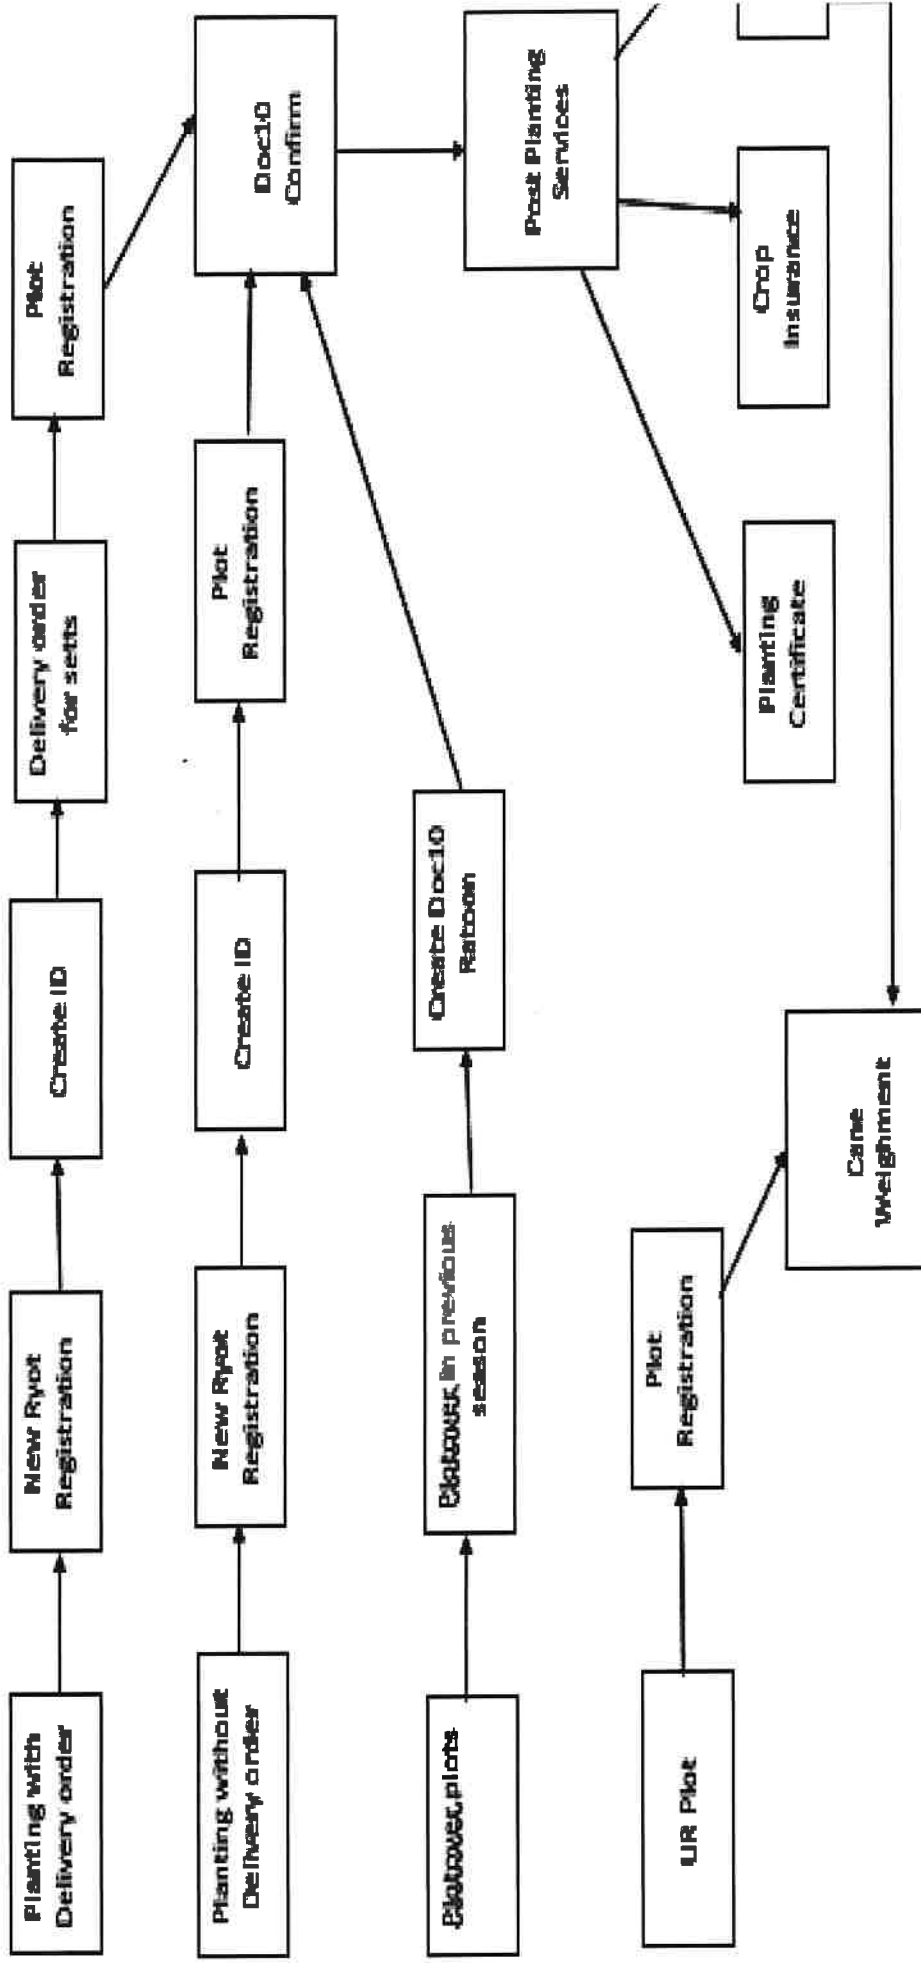 Planting with
Delivery order
New Ryot
Registration
Create ID
Delivery order
for setts
Plot
Registration
Planting without
Delivery order
New Ryot
Registration
Create ID
Plot
Registration
Doc10
Confirm
plots
in previous
season
Create Doc10
Ratoon
Post Planting
Services
UR Plot
Plot
Registration
Cane
Weighment
Planting
Certificate
Crop
Insurance